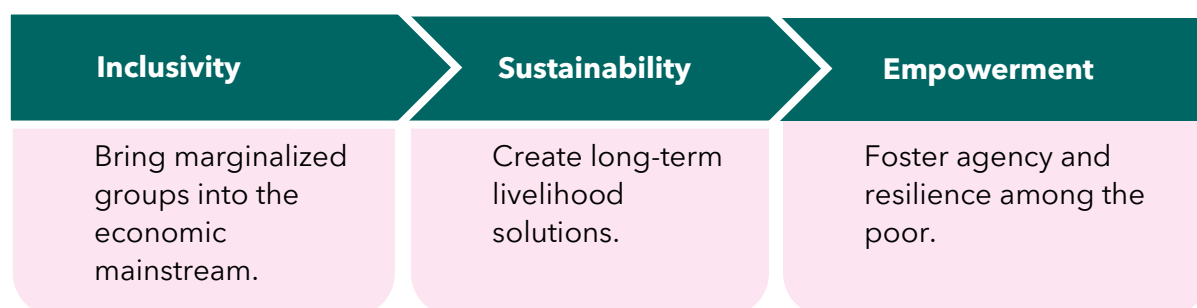 Inclusivity
Bring marginalized
groups into the
economic
mainstream.
Sustainability
Create long-term
livelihood
solutions.
Empowerment
Foster agency and
resilience among the
poor.